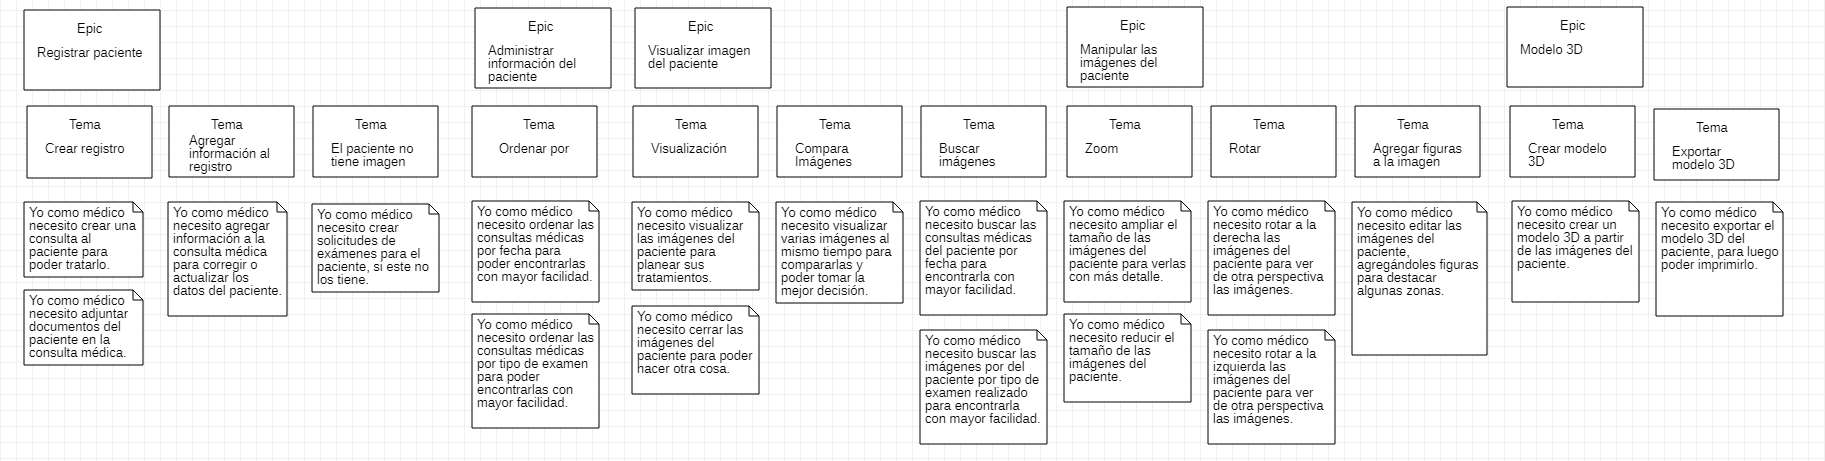 Epic
Registrar paciente
Epic
Administrar
información del
paciente
Epic
Visualizar imagen
del paciente
Epic
Manipular las
imágenes del
paciente
Epic
Modelo 3D
Tema
Crear registro
Tema
Agregar
información al
registro
Tema
El paciente no
tiene imagen
Tema
Ordenar por
Tema
Visualización
Tema
Compara
Imágenes
Tema
Buscar
imágenes
Tema
Zoom
Tema
Rotar
Tema
Agregar figuras
a la imagen
Tema
Crear modelo
3D
Tema
Exportar
modelo 3D
Yo como médico
necesito crear una
consulta al
paciente para
poder tratarlo.
Yo como médico
necesito agregar
información a la
consulta médica
para corregir o
actualizar los
datos del paciente.
Yo como médico
necesito crear
solicitudes de
exámenes para el
paciente, si este no
los tiene.
Yo como médico
necesito ordenar las
consultas médicas
por fecha para
poder encontrarlas
con mayor facilidad.
Yo como médico
necesito visualizar
las imágenes del
paciente para
planear sus
tratamientos.
Yo como médico
necesito visualizar
varias imágenes al
mismo tiempo para
compararlas y
poder tomar la
mejor decisión.
Yo como médico
necesito buscar las
consultas médicas
del paciente por
fecha para
encontrarla con
mayor facilidad.
Yo como médico
necesito ampliar el
tamaño de las
imágenes del
paciente para verlas
con más detalle.
Yo como médico
necesito rotar a la
derecha las
imágenes del
paciente para ver
de otra perspectiva
las imágenes.
Yo como médico
necesito editar las
imágenes del
paciente,
agregándoles figuras
para destacar
algunas zonas.
Yo como médico
necesito crear un
modelo 3D a partir
de las imágenes del
paciente.
Yo como médico
necesito exportar el
modelo 3D del
paciente, para luego
poder imprimirlo.
Yo como médico
necesito adjuntar
documentos del
paciente en la
consulta médica.
Yo como médico
necesito ordenar las
consultas médicas
por tipo de examen
para poder
encontrarlas con
mayor facilidad.
Yo como médico
necesito cerrar las
imágenes del
paciente para poder
hacer otra cosa.
Yo como médico
necesito buscar las
imágenes por del
paciente por tipo de
examen realizado
para encontrarla
con mayor facilidad.
Yo como médico
necesito reducir el
tamaño de las
imágenes del
paciente.
Yo como médico
necesito rotar a la
izquierda las
imágenes del
paciente para ver
de otra perspectiva
las imágenes.